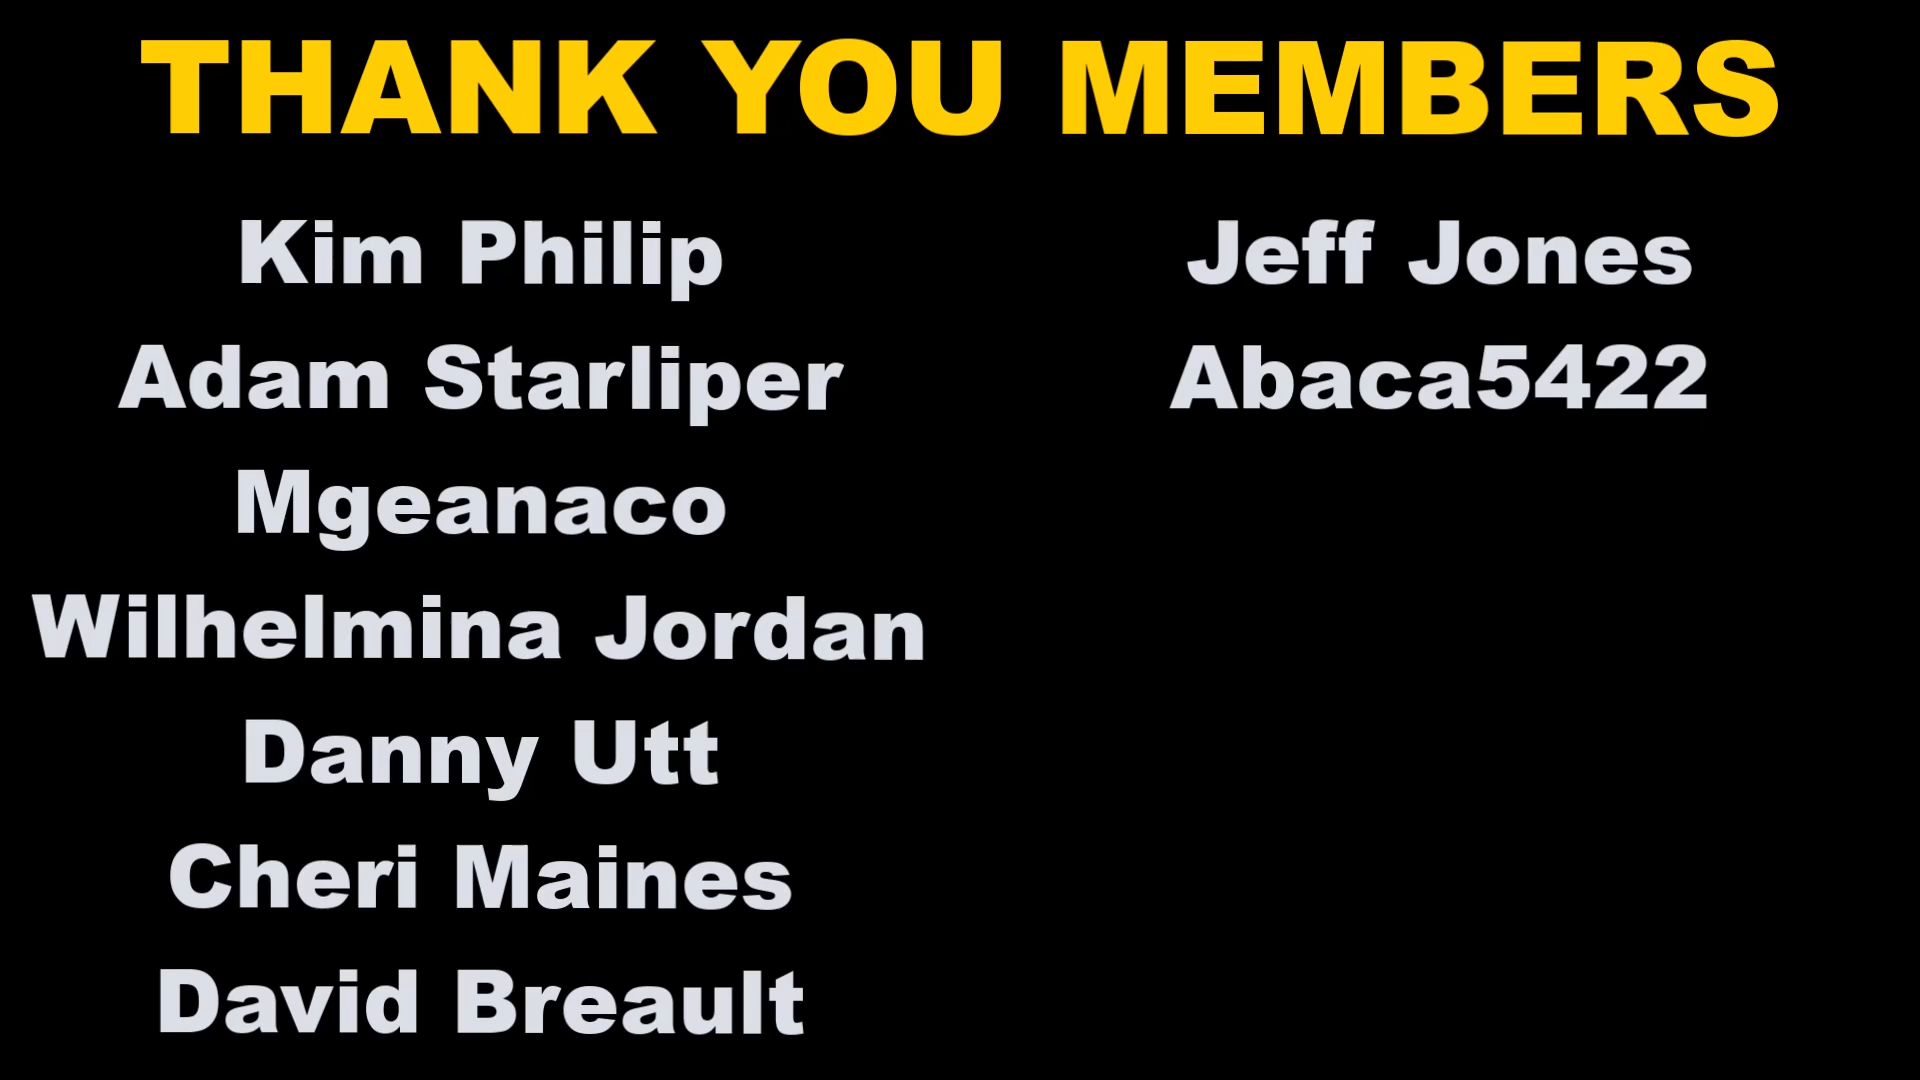 THANK YOU MEMBERS
Kim Philip
Adam Starliper
Mgeanaco
Wilhelmina Jordan
Danny Utt
Cheri Maines
David Breault
Jeff Jones
Abaca5422